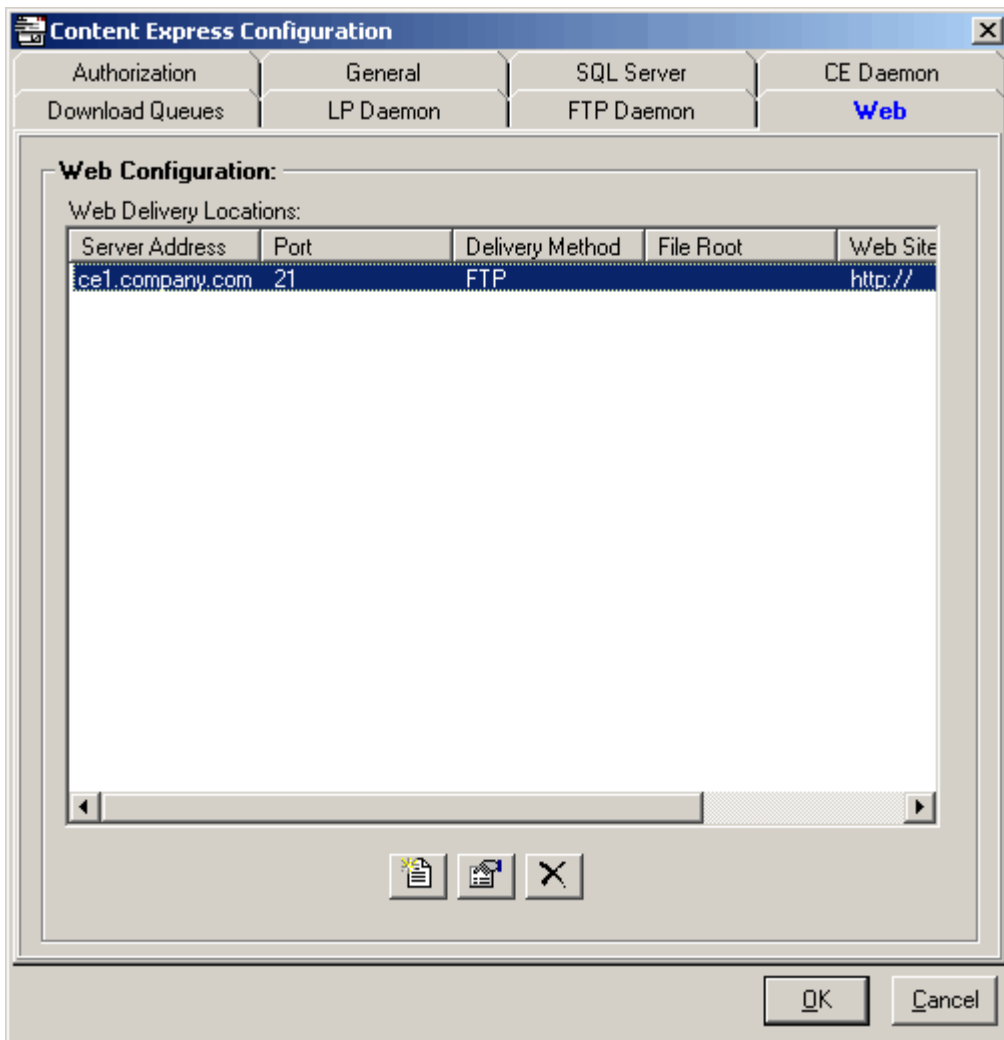 Content Express Configuration
Authorization General SQL Server CE Daemon
Download Queues LP Daemon FTP Daemon Web
Web Configuration:
Web Delivery Locations:
Server Address Port Delivery Method File Root Web Site
ce1.company.com 21 FTP http://
OK Cancel